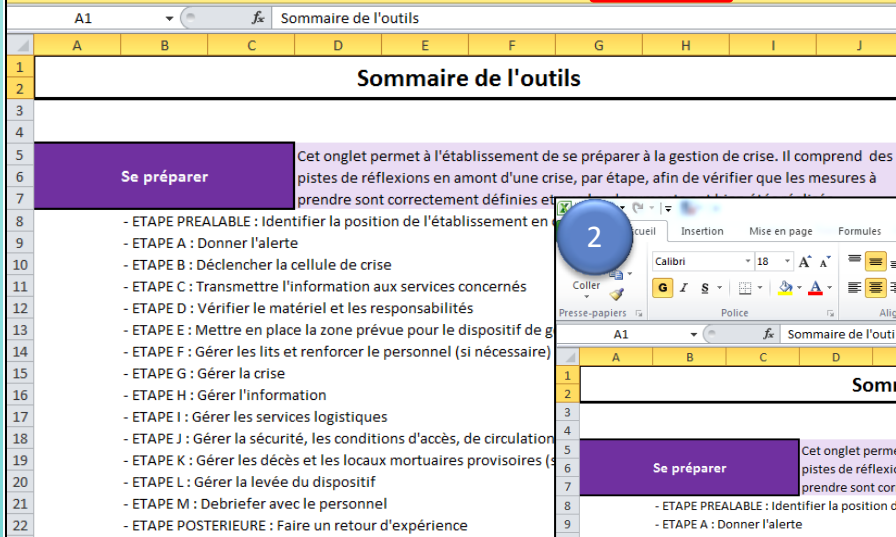 A1 fx Sommaire de l'outils
A B C D E F G H I J
1 Sommaire de l'outils
2
3
4
5 Cet onglet permet à l'établissement de se préparer à la gestion de crise. Il comprend des
6 Se préparer pistes de réflexions en amont d'une crise, par étape, afin de vérifier que les mesures à
7 prendre sont correctement définies et
8 - ETAPE PREALABLE : Identifier la position de l'établissement en
9 - ETAPE A : Donner l'alerte
10 - ETAPE B : Déclencher la cellule de crise
11 - ETAPE C : Transmettre l'information aux services concernés
12 - ETAPE D : Vérifier le matériel et les responsabilités
13 - ETAPE E : Mettre en place la zone prévue pour le dispositif de g
14 - ETAPE F : Gérer les lits et renforcer le personnel (si nécessaire)
15 - ETAPE G : Gérer la crise
16 - ETAPE H : Gérer l'information
17 - ETAPE I : Gérer les services logistiques
18 - ETAPE J : Gérer la sécurité, les conditions d'accès, de circulation
19 - ETAPE K : Gérer les décès et les locaux mortuaires provisoires (s
20 - ETAPE L : Gérer la levée du dispositif
21 - ETAPE M : Debriefer avec le personnel
22 - ETAPE POSTERIEURE : Faire un retour d'expérience
2
cueil Insertion Mise en page Formules
Calibri 18 A A
Coller G I S A
Presse-papiers Police Alig
A1 fx Sommaire de l'outi
A B C D
1 Somm
2
3
4
5 Cet onglet perme
6 Se préparer pistes de réflexio
7 prendre sont cor
8 - ETAPE PREALABLE : Identifier la position d
9 - ETAPE A : Donner l'alerte